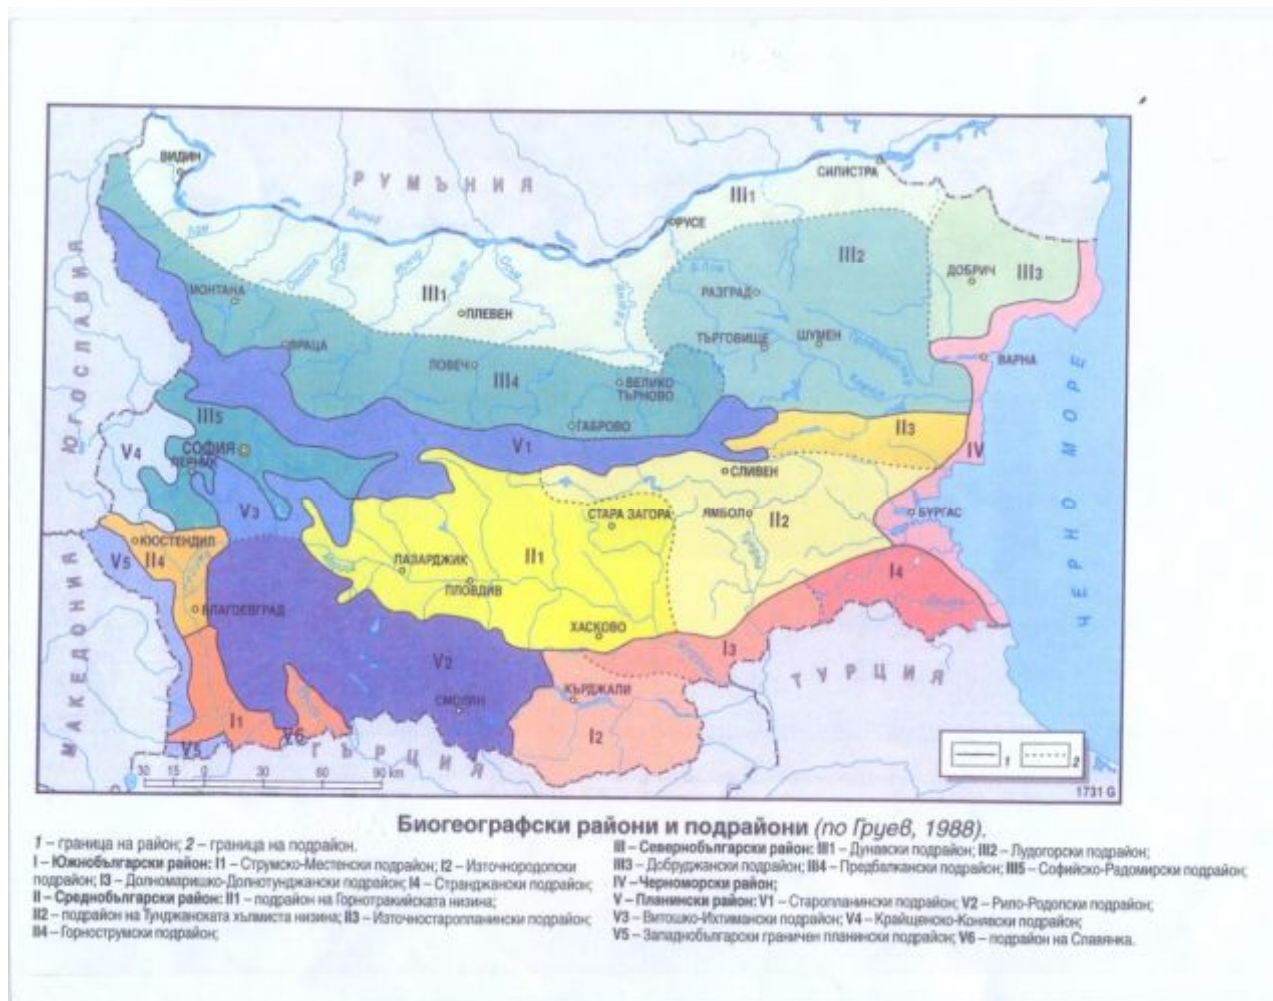 ВИДИН
РУМЪНИЯ
СИЛИСТРА
III1
РУСЕ
Дунав
III2
ДОБРИЧ
III3
РАЗГРАД
МОНТАНА
III1
ПЛЕВЕН
ТЪРГОВИЩЕ
ШУМЕН
ВРАЦА
ВАРНА
ЛОВЕЧ
III4
ВЕЛИКО
ТЪРНОВО
ЮГОСЛАВИЯ
III5
ГАБРОВО
II3
V4
СОФИЯ
ПЕРНИК
V1
IV
СЛИВЕН
ЧЕРНО МОРЕ
V3
СТАРА ЗАГОРА
ЯМБОЛ
II2
БУРГАС
КЮСТЕНДИЛ
V5
II4
ПАЗАРДЖИК
II1
I4
ПЛОВДИВ
БЛАГОЕВГРАД
ХАСКОВО
МАКЕДОНИЯ
V2
I3
ТУРЦИЯ
СМОЛЯН
КЪРДЖАЛИ
I1
I2
V6
V5
ГЪРЦИЯ
30 15 0 30 60 90 km
1 2
1731 G
Биогеографски райони и подрайони (по Груев, 1988).
1 – граница на район; 2 – граница на подрайон.
I – Южнобългарски район: I1 – Струмско-Местенски подрайон; I2 – Източнородопски
подрайон; I3 – Долномаришко-Долнотунджански подрайон; I4 – Странджански подрайон;
II – Среднобългарски район: II1 – подрайон на Горнотракийската низина;
II2 – подрайон на Тунджанската хълмиста низина; II3 – Източностаропланински подрайон;
II4 – Горнострумски подрайон;
III – Севернобългарски район: III1 – Дунавски подрайон; III2 – Лудогорски подрайон;
III3 – Добруджански подрайон; III4 – Предбалкански подрайон; III5 – Софийско-Радомирски подрайон;
IV – Черноморски район;
V – Планински район: V1 – Старопланински подрайон; V2 – Рило-Родопски подрайон;
V3 – Витошко-Ихтимански подрайон; V4 – Крайщенско-Конявски подрайон;
V5 – Западнобългарски граничен планински подрайон; V6 – подрайон на Славянка.